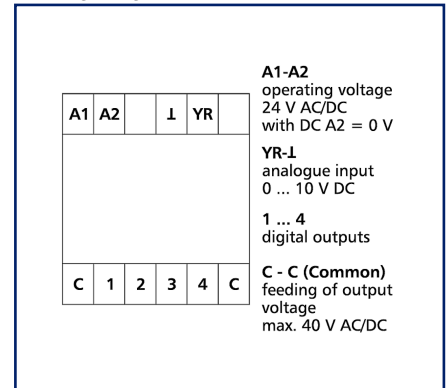 A1 A2 ⊥ YR
C 1 2 3 4 C
A1-A2
operating voltage
24 V AC/DC
with DC A2 = 0 V
YR-⊥
analogue input
0 ... 10 V DC
1 ... 4
digital outputs
C - C (Common)
feeding of output
voltage
max. 40 V AC/DC